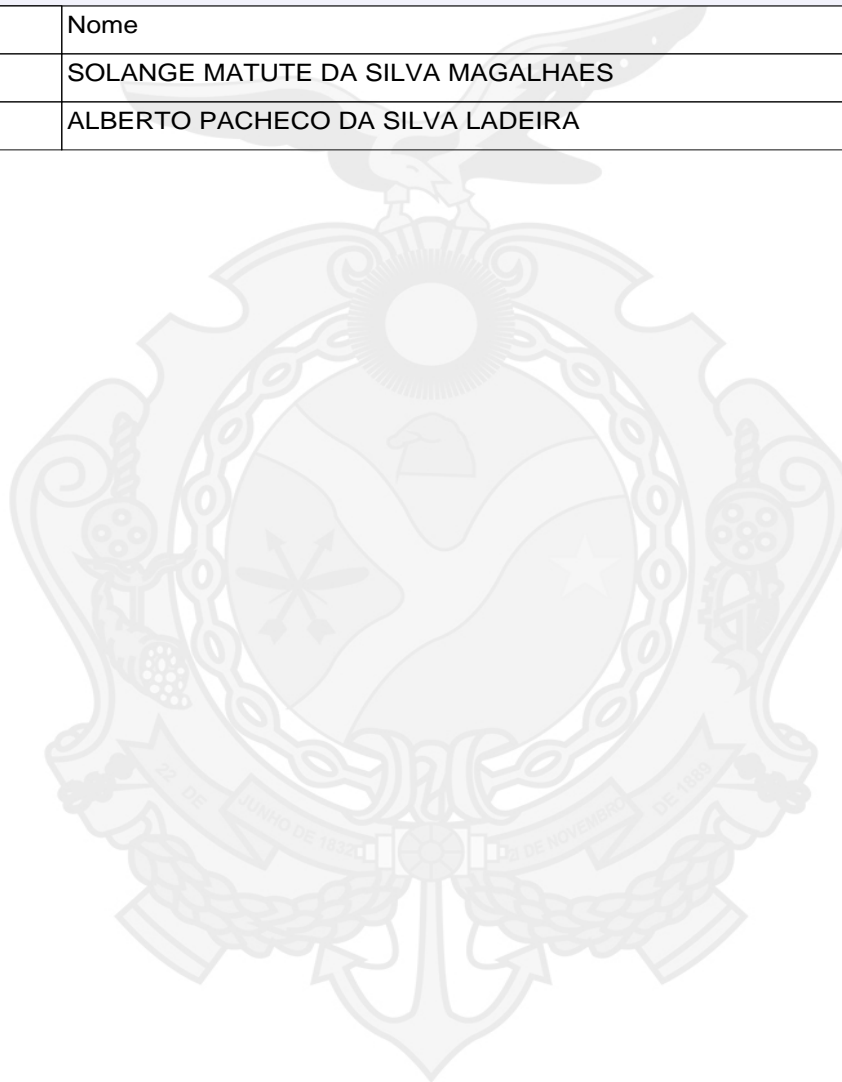 Nome
SOLANGE MATUTE DA SILVA MAGALHAES
ALBERTO PACHECO DA SILVA LADEIRA
22 DE
JUNHO DE 1832
DE NOVEMBRO
DE 1889